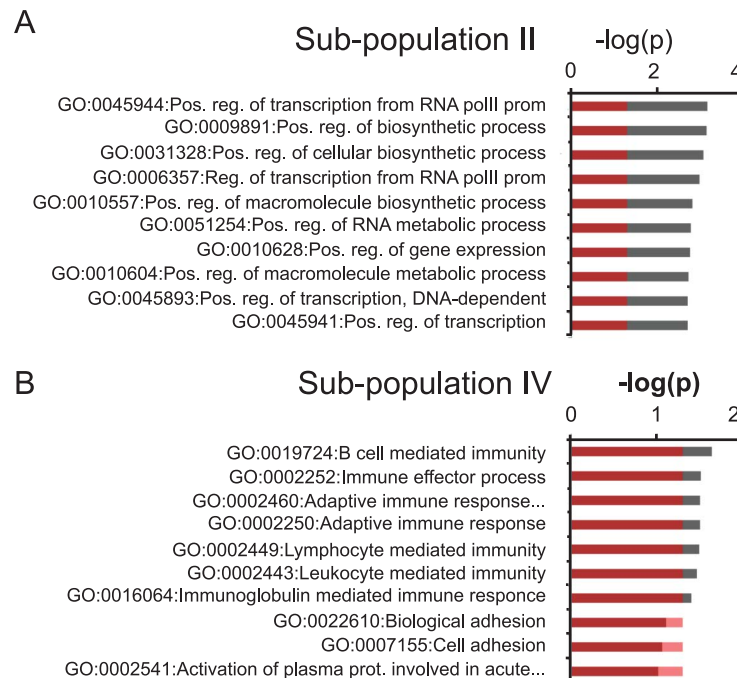 A
Sub-population II -log(p)
0 2 4
GO:0045944:Pos. reg. of transcription from RNA polII prom
GO:0009891:Pos. reg. of biosynthetic process
GO:0031328:Pos. reg. of cellular biosynthetic process
GO:0006357:Reg. of transcription from RNA polII prom
GO:0010557:Pos. reg. of macromolecule biosynthetic process
GO:0051254:Pos. reg. of RNA metabolic process
GO:0010628:Pos. reg. of gene expression
GO:0010604:Pos. reg. of macromolecule metabolic process
GO:0045893:Pos. reg. of transcription, DNA-dependent
GO:0045941:Pos. reg. of transcription
B
Sub-population IV -log(p)
0 1 2
GO:0019724:B cell mediated immunity
GO:0002252:Immune effector process
GO:0002460:Adaptive immune response...
GO:0002250:Adaptive immune response
GO:0002449:Lymphocyte mediated immunity
GO:0002443:Leukocyte mediated immunity
GO:0016064:Immunoglobulin mediated immune responce
GO:0022610:Biological adhesion
GO:0007155:Cell adhesion
GO:0002541:Activation of plasma prot. involved in acute...